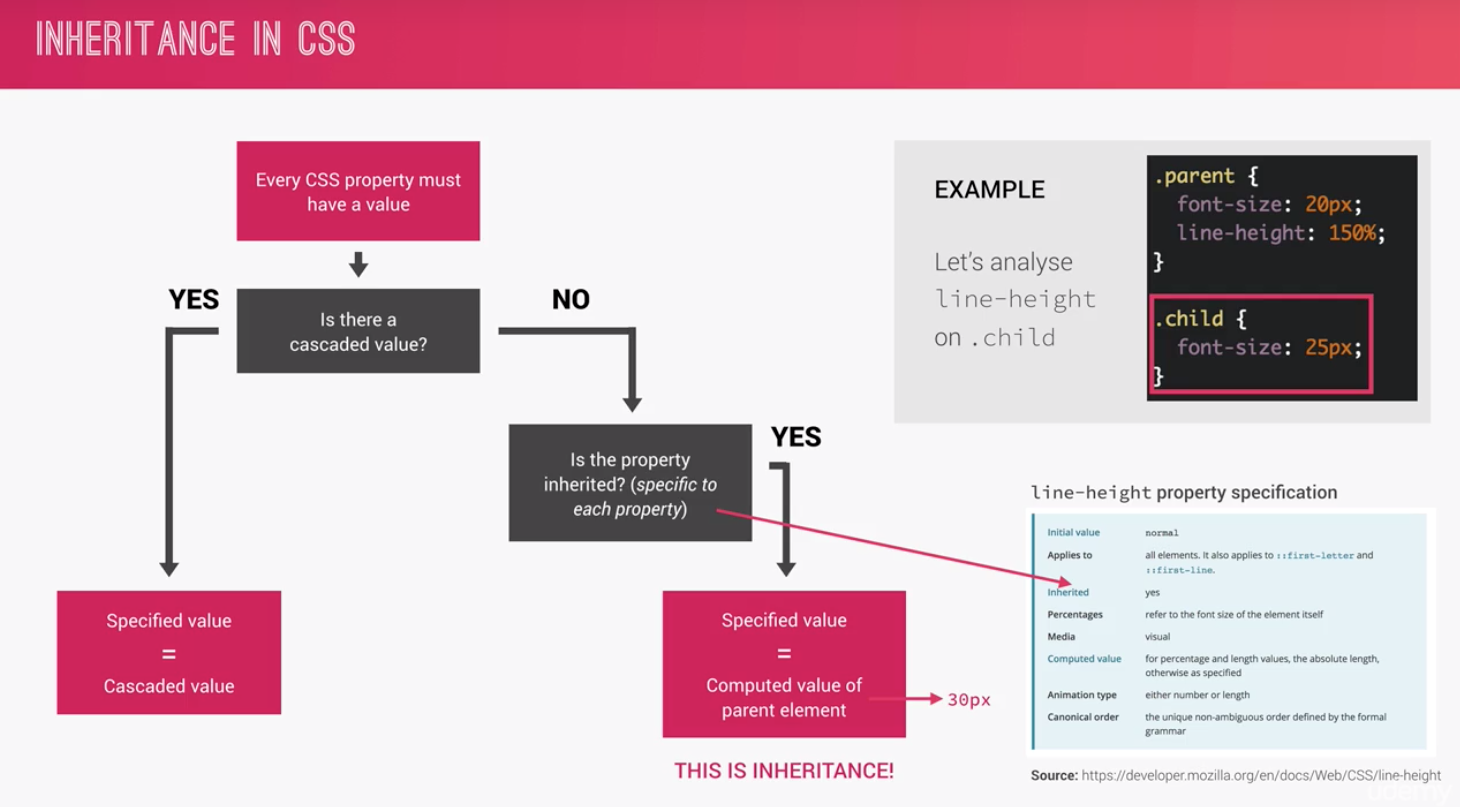 INHERITANCE IN CSS
Every CSS property must
have a value
YES
Is there a
cascaded value?
NO
Is the property
inherited? (specific to
each property)
YES
Specified value
=
Cascaded value
Specified value
=
Computed value of
parent element
30px
THIS IS INHERITANCE!
EXAMPLE
Let's analyse
line-height
on .child
.parent {
font-size: 20px;
line-height: 150%;
}
.child {
font-size: 25px;
}
line-height property specification
Initial value normal
Applies to all elements. It also applies to ::first-letter and
::first-line.
Inherited yes
Percentages refer to the font size of the element itself
Media visual
Computed value for percentage and length values, the absolute length,
otherwise as specified
Animation type either number or length
Canonical order the unique non-ambiguous order defined by the formal
grammar
Source: https://developer.mozilla.org/en/docs/Web/CSS/line-height
udemy